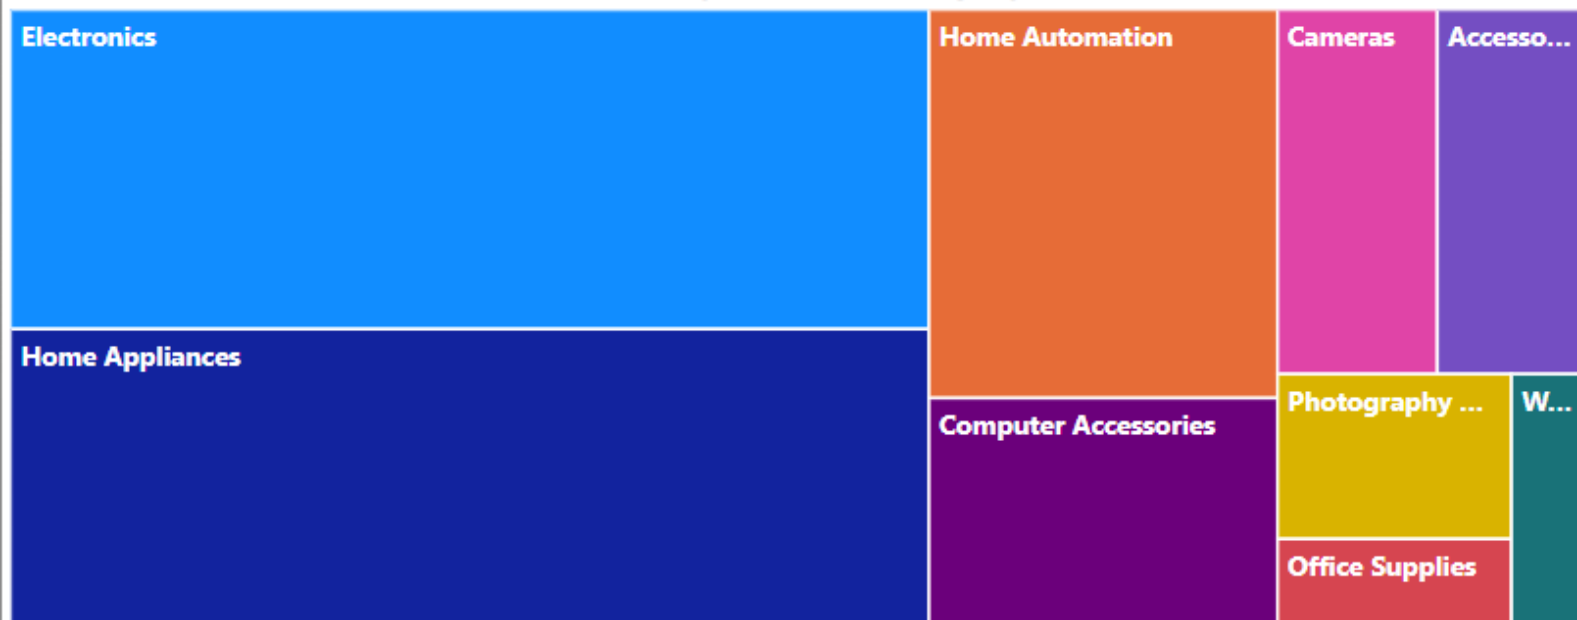 Electronics
Home Automation
Cameras
Accesso...
Home Appliances
Computer Accessories
Photography ...
W...
Office Supplies